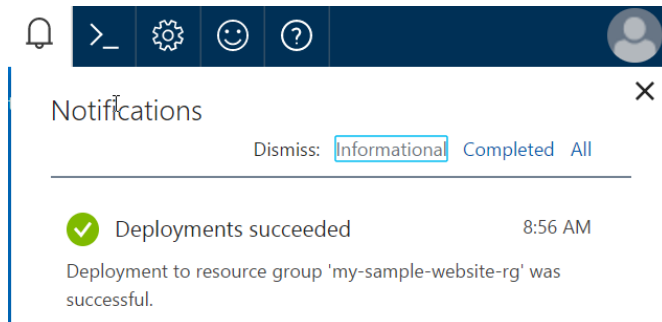 >_ ?
Notifications
Dismiss: Informational Completed All
Deployments succeeded 8:56 AM
Deployment to resource group 'my-sample-website-rg' was
successful.